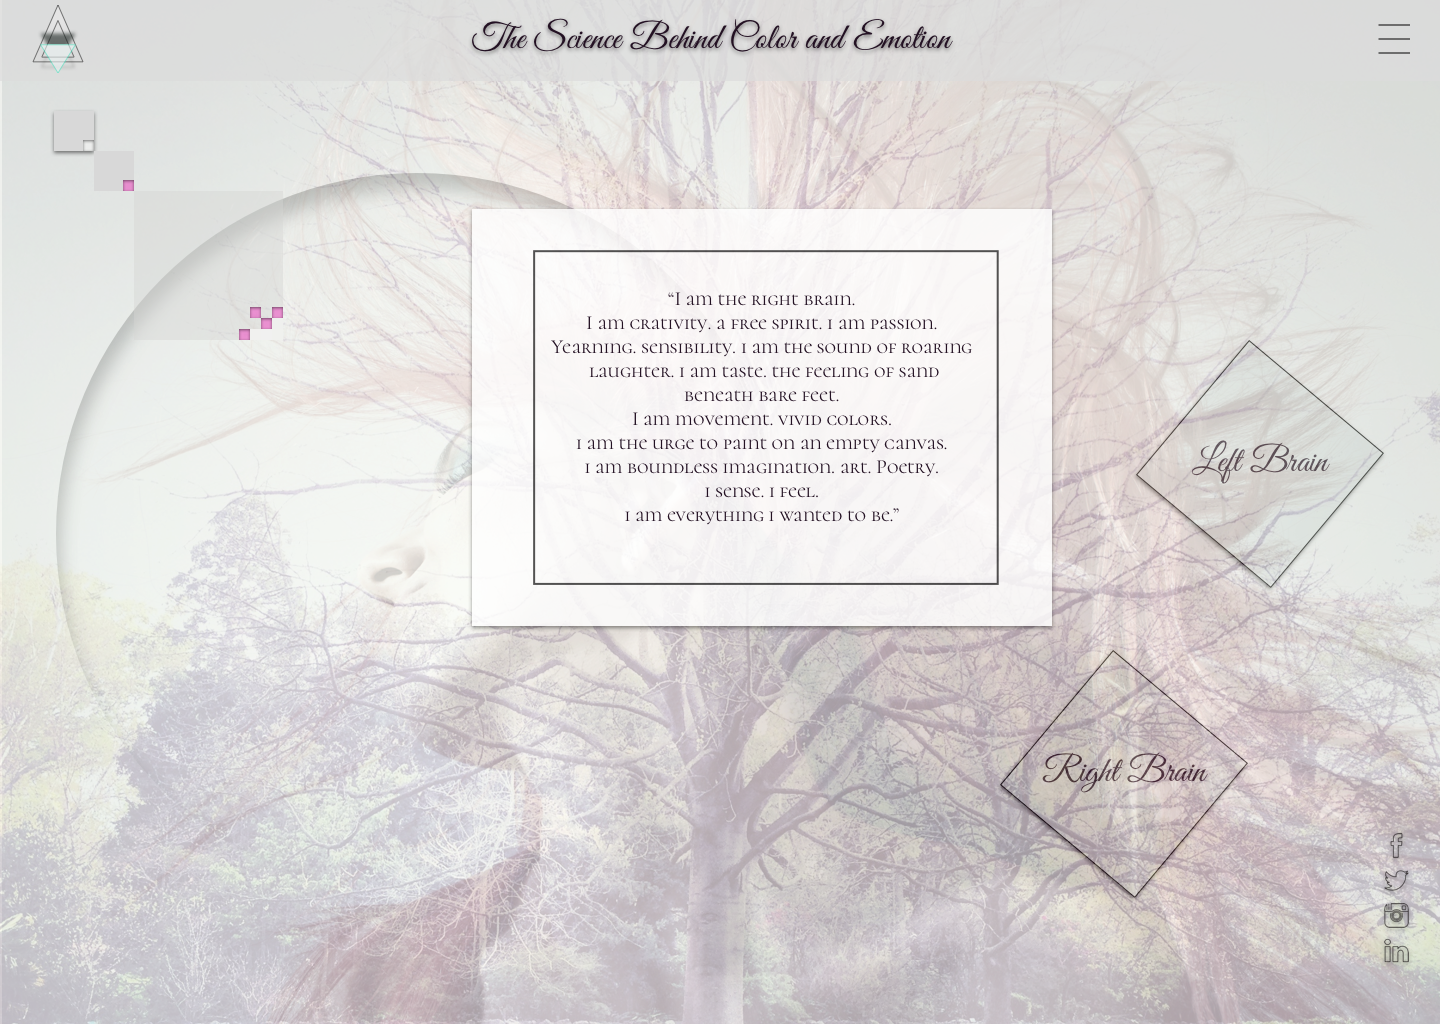 The Science Behind Color and Emotion
“I am the right brain.
I am crativity. a free spirit. I am passion.
Yearning. sensibility. I am the sound of roaring
laughter. I am taste. the feeling of sand
beneath bare feet.
I am movement. vivid colors.
I am the urge to paint on an empty canvas.
I am boundless imagination. art. Poetry.
I sense. I feel.
I am everything I wanted to be.”
Left Brain
Right Brain